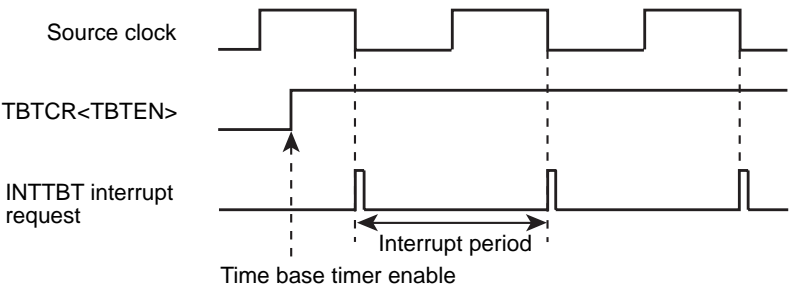 Source clock
TBTCR<TBTEN>
INTTBT interrupt
request
Interrupt period
Time base timer enable